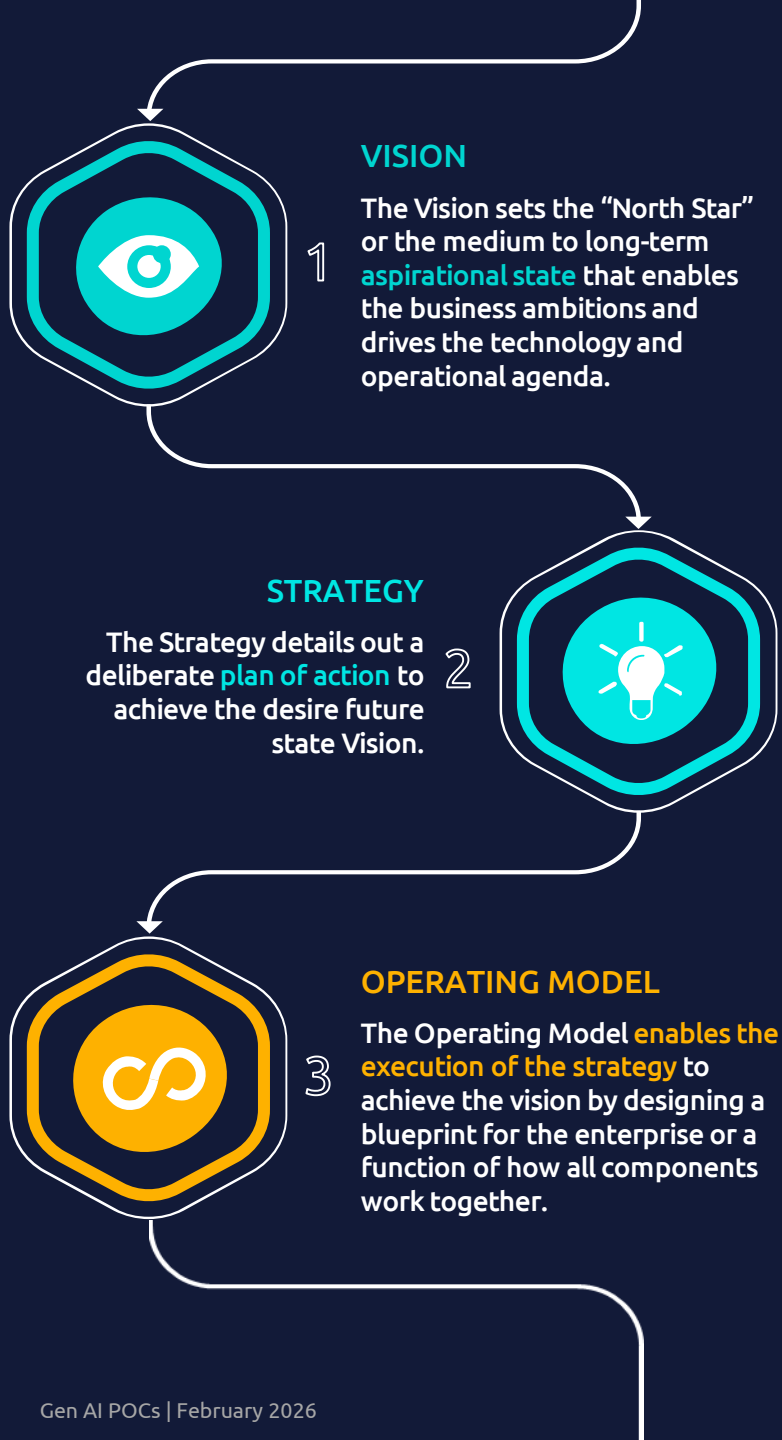 VISION
The Vision sets the “North Star”
or the medium to long-term
aspirational state that enables
the business ambitions and
drives the technology and
operational agenda.
1
STRATEGY
The Strategy details out a
deliberate plan of action to
achieve the desire future
state Vision.
2
OPERATING MODEL
The Operating Model enables the
execution of the strategy to
achieve the vision by designing a
blueprint for the enterprise or a
function of how all components
work together.
3
Gen AI POCs | February 2026